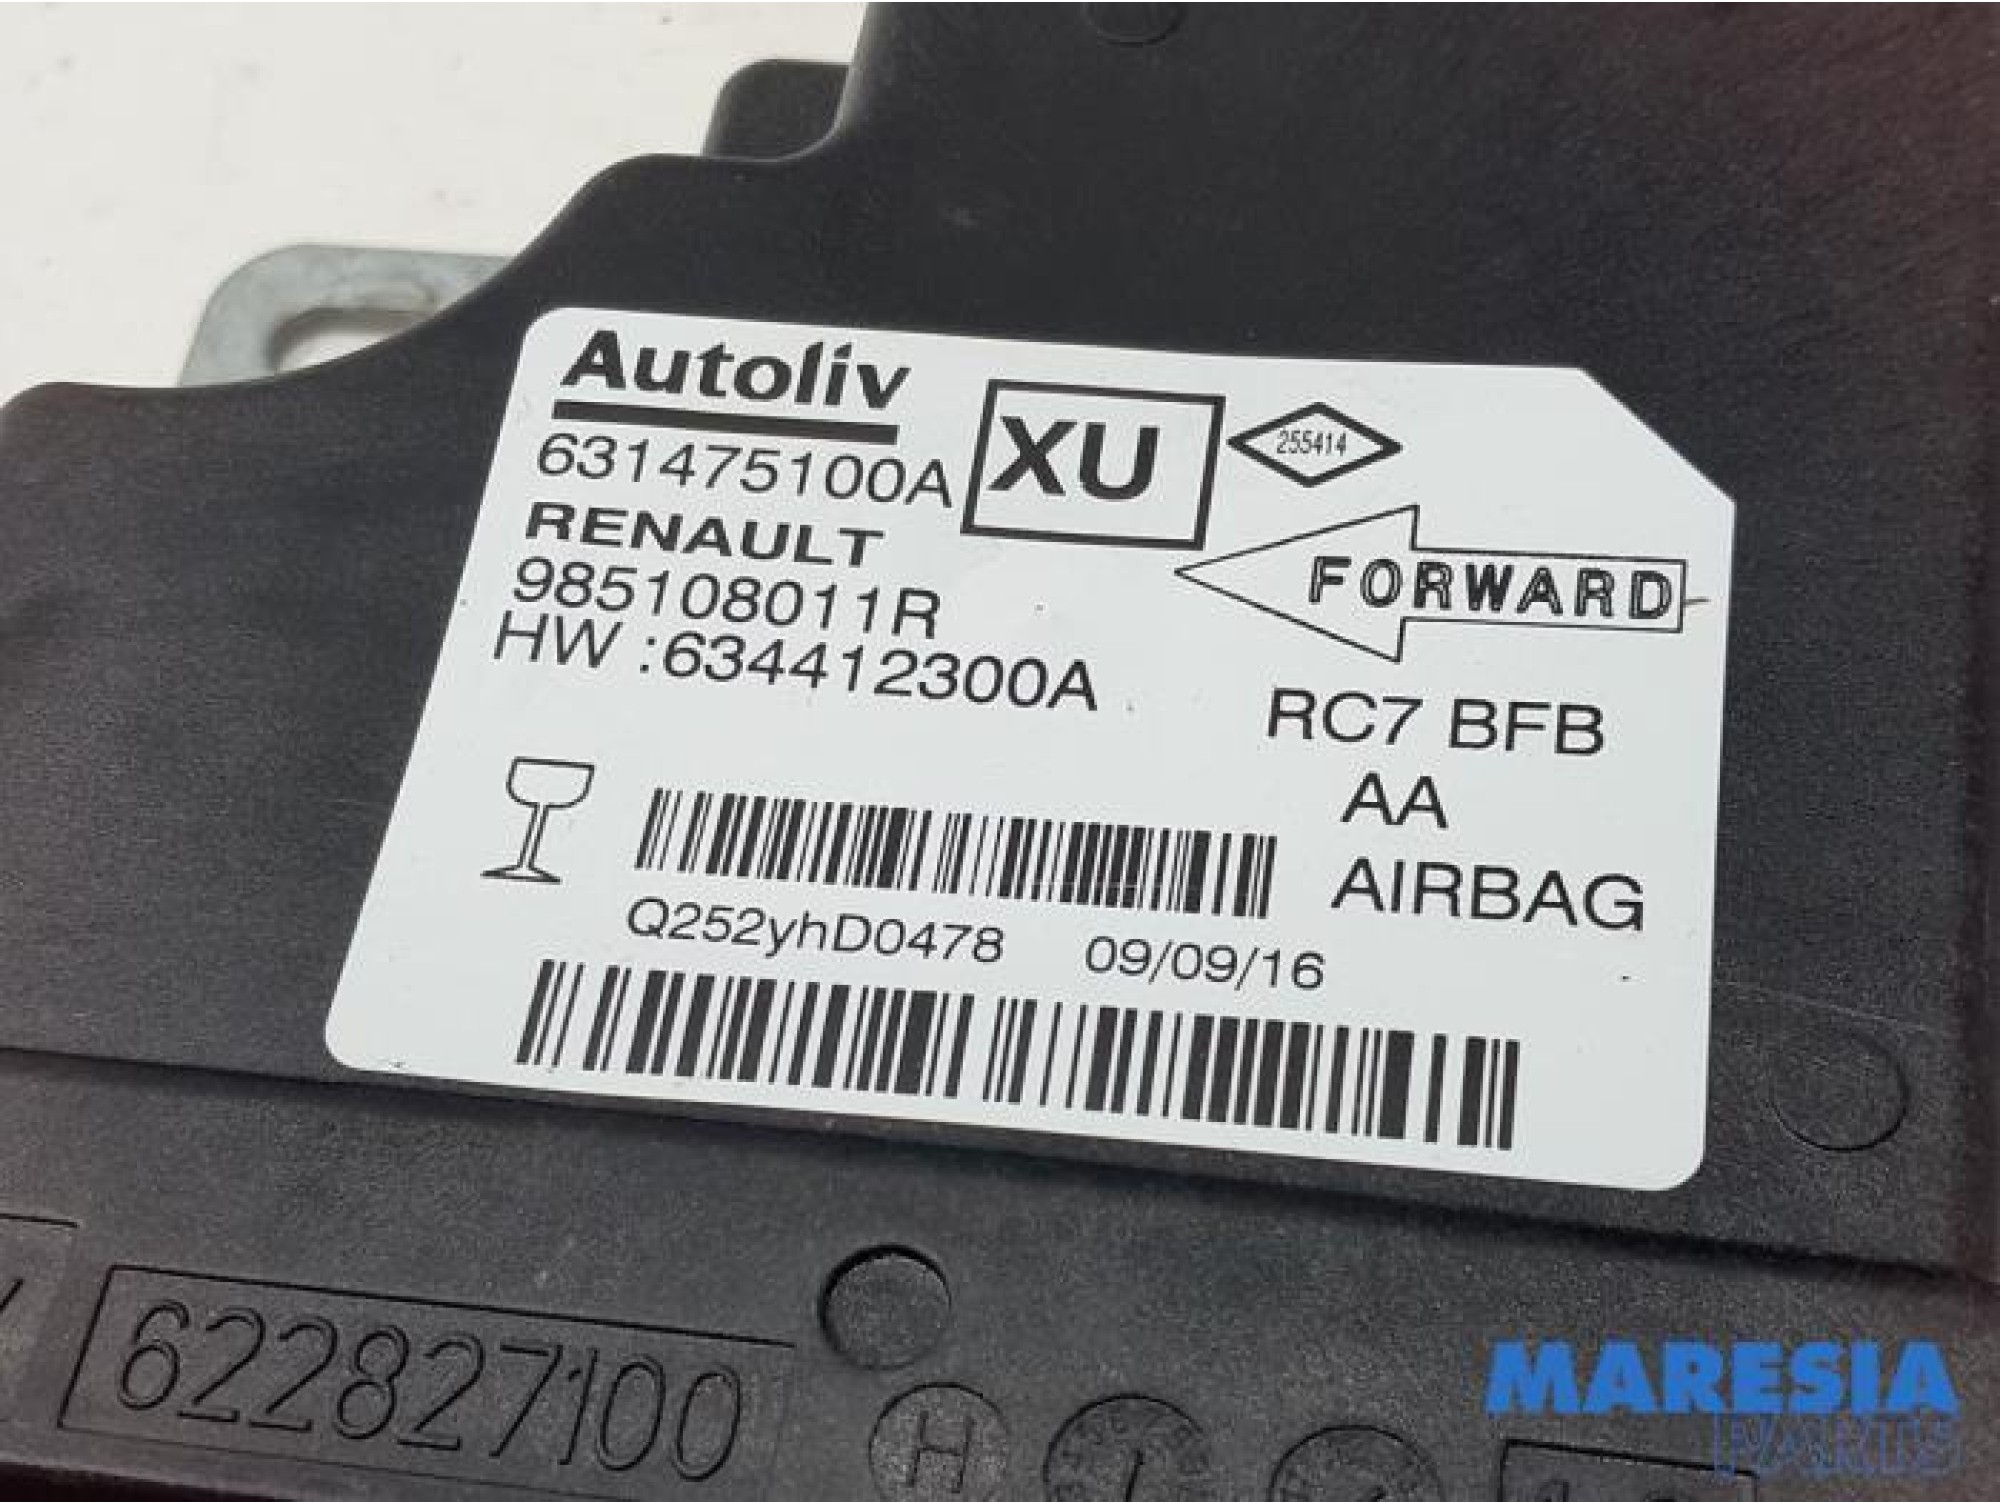 Autoliv
631475100A
XU
255414
RENAULT
985108011R
FORWARD
HW :634412300A
RC7 BFB
AA
AIRBAG
Q252yhD0478 09/09/16
622827100
H
MARESIA
PARTS